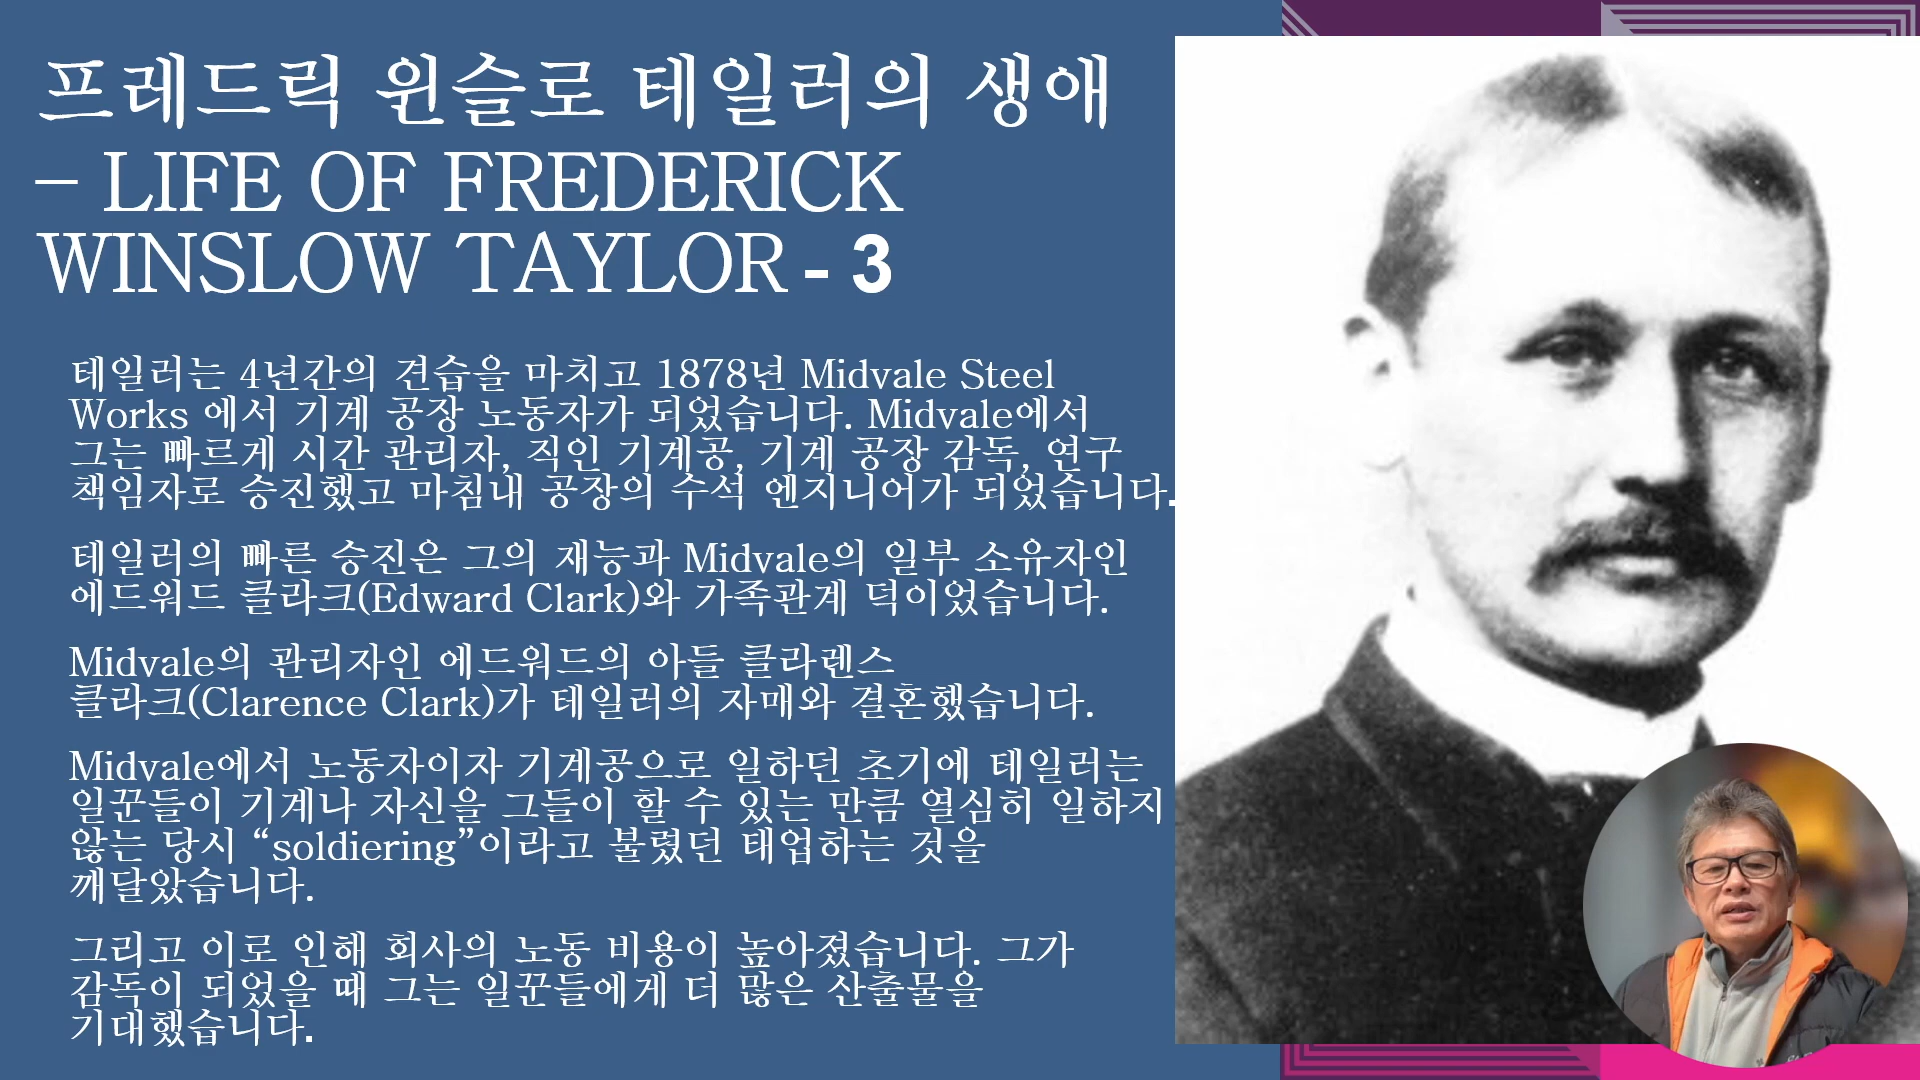 프레드릭 윈슬로 테일러의 생애
– LIFE OF FREDERICK
WINSLOW TAYLOR - 3
테일러는 4년간의 견습을 마치고 1878년 Midvale Steel
Works 에서 기계 공장 노동자가 되었습니다. Midvale에서
그는 빠르게 시간 관리자, 직인 기계공, 기계 공장 감독, 연구
책임자로 승진했고 마침내 공장의 수석 엔지니어가 되었습니다.
테일러의 빠른 승진은 그의 재능과 Midvale의 일부 소유자인
에드워드 클라크(Edward Clark)와 가족관계 덕이었습니다.
Midvale의 관리자인 에드워드의 아들 클라렌스
클라크(Clarence Clark)가 테일러의 자매와 결혼했습니다.
Midvale에서 노동자이자 기계공으로 일하던 초기에 테일러는
일꾼들이 기계나 자신을 그들이 할 수 있는 만큼 열심히 일하지
않는 당시 “soldiering”이라고 불렸던 태업하는 것을
깨달았습니다.
그리고 이로 인해 회사의 노동 비용이 높아졌습니다. 그가
감독이 되었을 때 그는 일꾼들에게 더 많은 산출물을
기대했습니다.